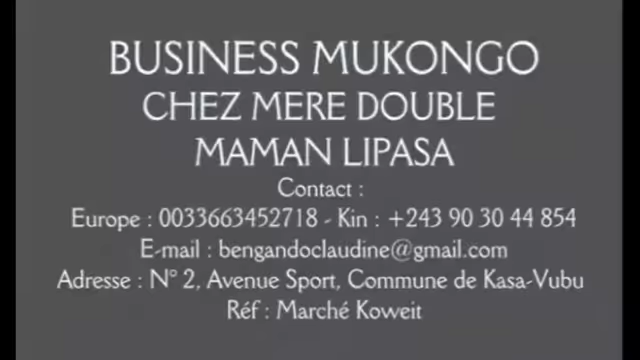 BUSINESS MUKONGO
CHEZ MERE DOUBLE
MAMAN LIPASA
Contact :
Europe : 0033663452718 - Kin : +243 90 30 44 854
E-mail : bengandoclaudine@gmail.com
Adresse : N° 2, Avenue Sport, Commune de Kasa-Vubu
Réf : Marché Koweit